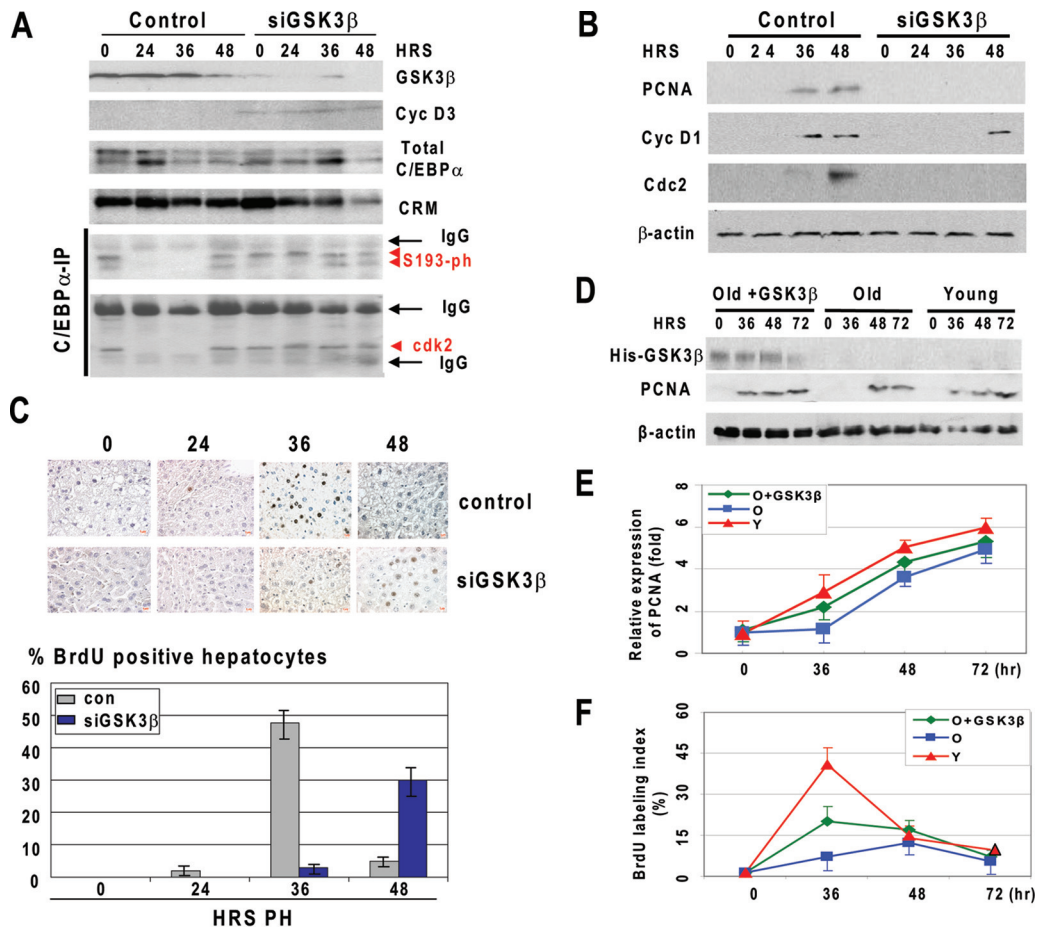 A
Control siGSK3β
0 24 36 48 0 24 36 48
HRS
GSK3β
Cyc D3
Total
C/EBPα
CRM
C/EBPα-IP
IgG
S193-ph
IgG
cdk2
IgG
B
Control siGSK3β
HRS 0 2 4 36 48 0 48
PCNA
Cyc D1
Cdc2
β-actin
C
0 24 36 48
control
siGSK3β
% BrdU positive hepatocytes
con
siGSK3β
60
50
40
30
20
10
0
0 24 36 48
HRS PH
D
Old +GSK3β Old Young
HRS 0 36 48 72 0 36 48 72 0 36 48 72
His-GSK3β
PCNA
β-actin
E
Relative expression
of PCNA (fold)
8
6
4
2
0
O+GSK3β
O
Y
0 36 48 72 (hr)
F
BrdU labeling index
(%)
60
45
30
15
0
O+GSK3β
O
Y
0 36 48 72 (hr)